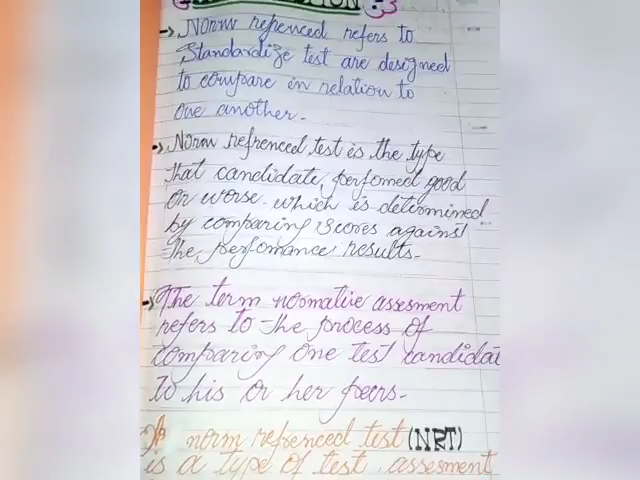 → Norm refrenced refers to
Standardize test are designed
to compare in relation to
one another.
→ Norm refrenced test is the type
that candidate, perfomed good
or worse which is determined
by comparing scores against
the perfomance results.
→ The term normative assesment
refers to the process of
comparing one test candidat
to his or her peers.
A norm refrenced test (NRT)
is a type of test, assesment